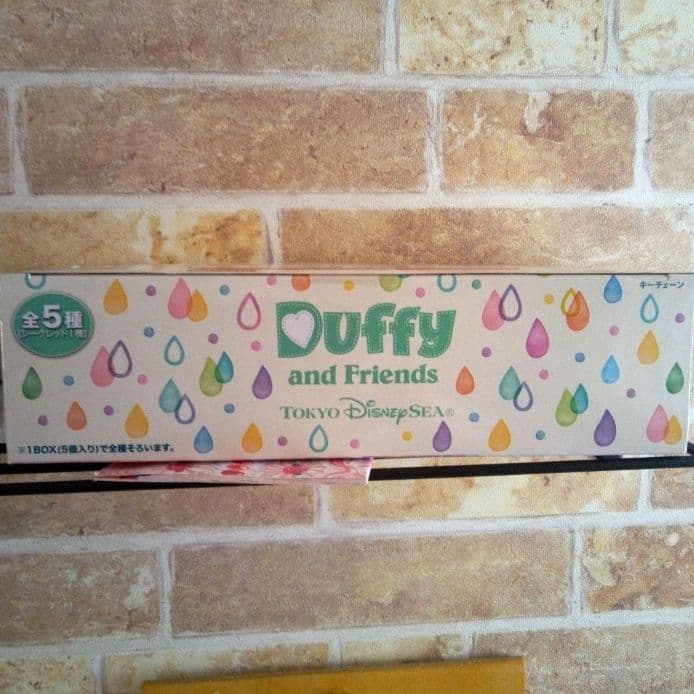 全5種
(シークレット1種)
キーチェーン
Duffy
and Friends
TOKYO DISNEYSEA®
※1BOX(5個入り)で全種そろいます。